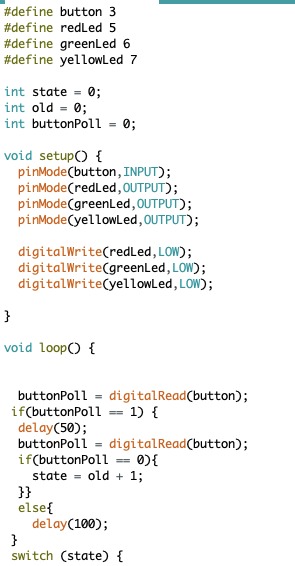 #define button 3
#define redLed 5
#define greenLed 6
#define yellowLed 7
int state = 0;
int old = 0;
int buttonPoll = 0;
void setup() {
pinMode(button,INPUT);
pinMode(redLed,OUTPUT);
pinMode(greenLed,OUTPUT);
pinMode(yellowLed,OUTPUT);
digitalWrite(redLed,LOW);
digitalWrite(greenLed,LOW);
digitalWrite(yellowLed,LOW);
}
void loop() {
buttonPoll = digitalRead(button);
if(buttonPoll == 1) {
delay(50);
buttonPoll = digitalRead(button);
if(buttonPoll == 0){
state = old + 1;
}}
else{
delay(100);
}
switch (state) {